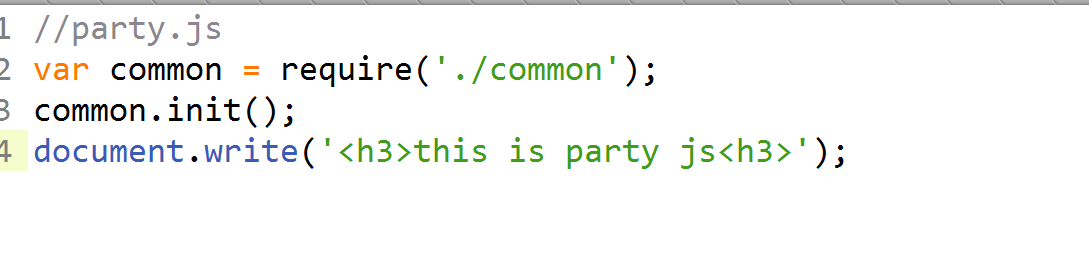 1 //party.js
2 var common = require('./common');
3 common.init();
4 document.write('<h3>this is party js<h3>');